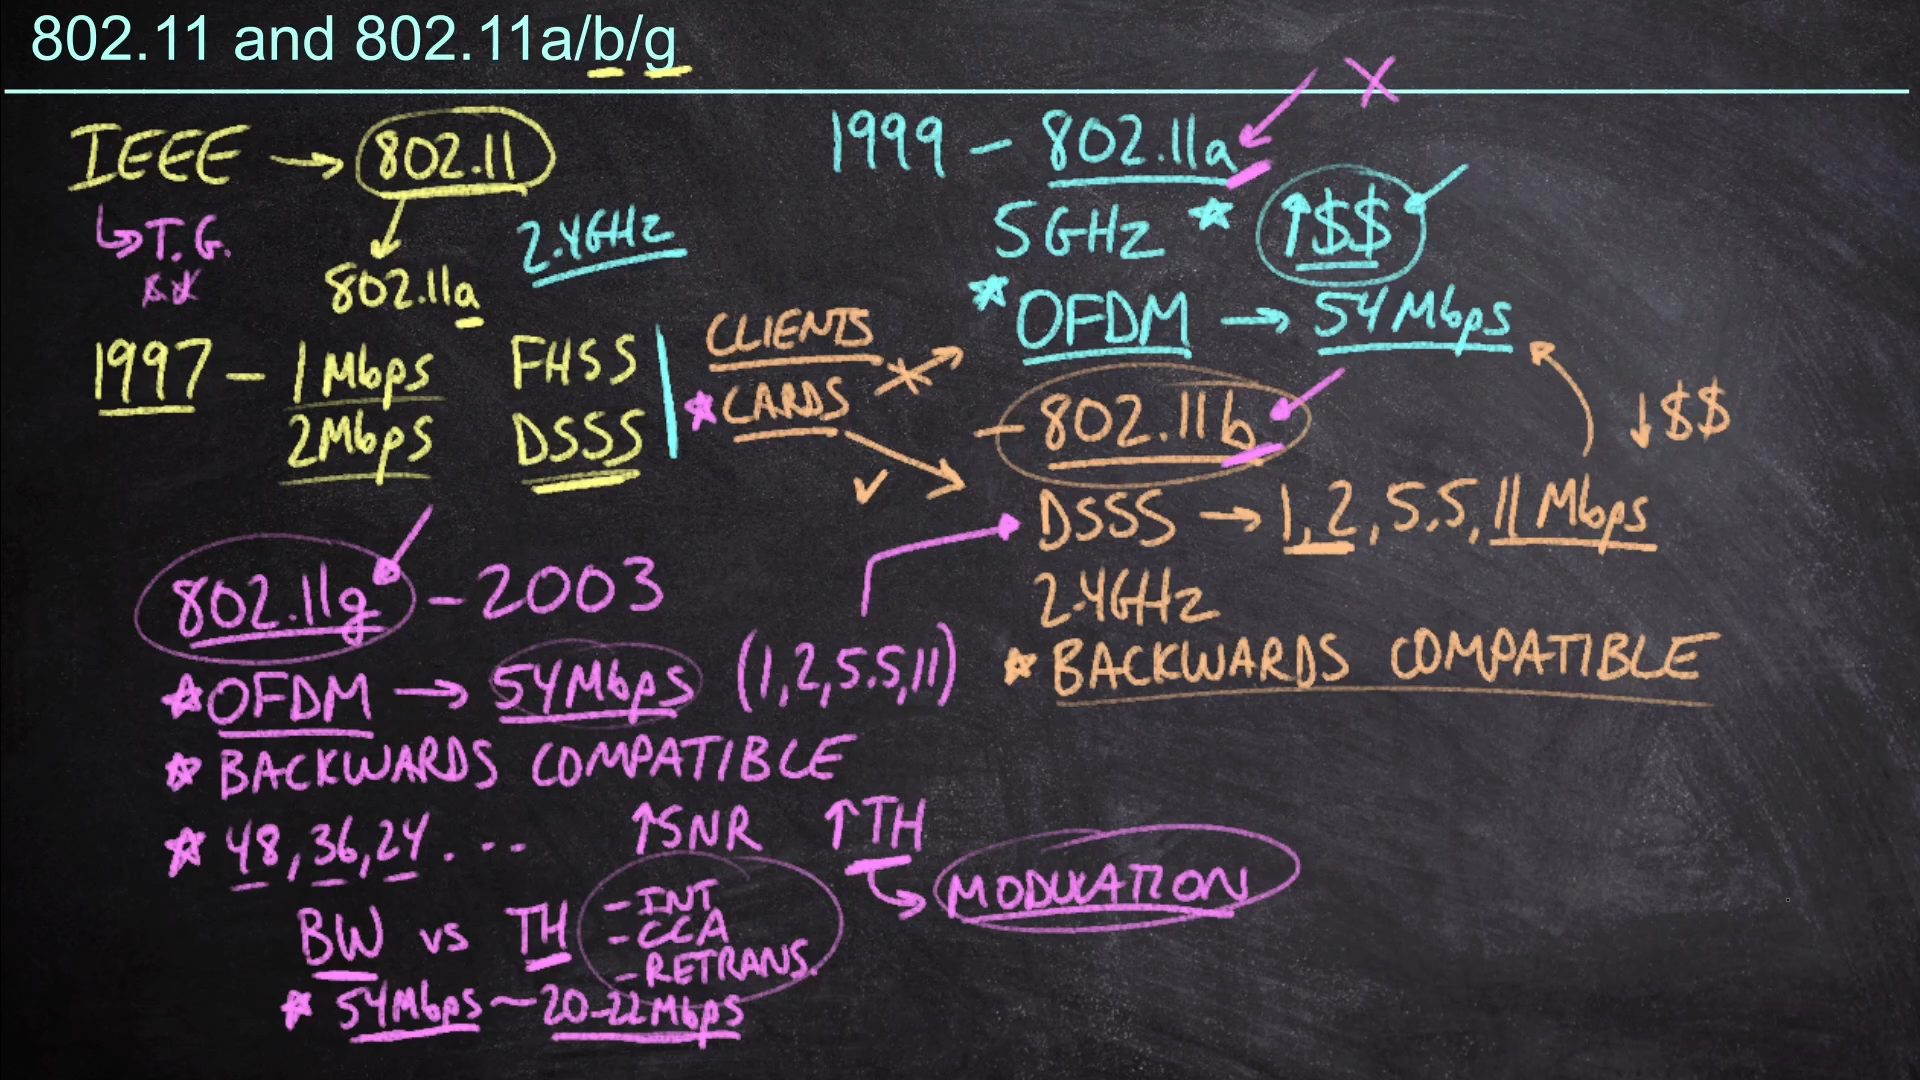 802.11 and 802.11a/b/g
IEEE → 802.11
↳ T.G.
802.11a
2.4GHz
1997 – 1 Mbps FHSS
2Mbps DSSS
CLIENTS
CARDS
1999 – 802.11a
5GHz ↑$$
OFDM → 54Mbps
– 802.11b
↓$$
DSSS → 1, 2, 5.5, 11 Mbps
2.4GHz
BACKWARDS COMPATIBLE
802.11g – 2003
OFDM → 54Mbps (1,2,5.5,11)
BACKWARDS COMPATIBLE
48, 36, 24 . . . ↑SNR ↑TH
MODULATION
BW vs TH
– INT
– CCA
– RETRANS.
54Mbps ~ 20-22Mbps